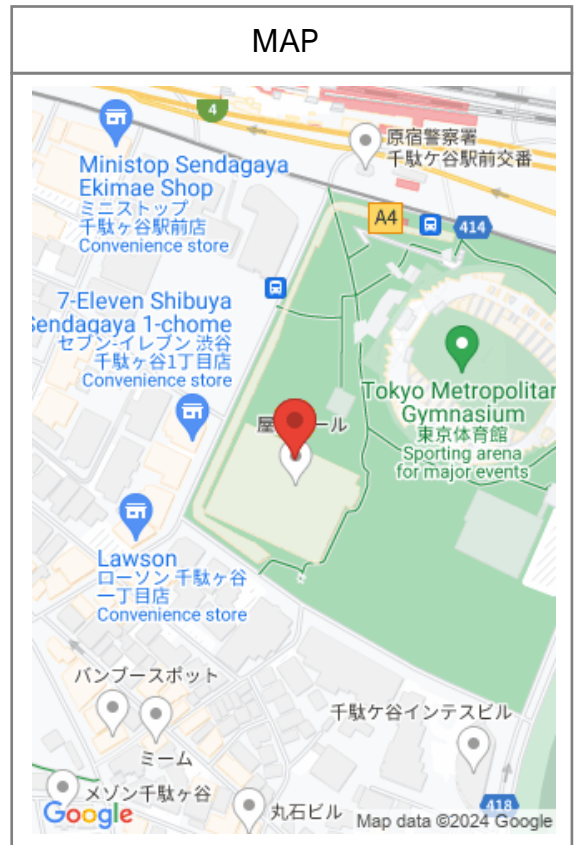 MAP
4
原宿警察署
千駄ケ谷駅前交番
Ministop Sendagaya
Ekimae Shop
ミニストップ
千駄ヶ谷駅前店
Convenience store
A4
414
7-Eleven Shibuya
Sendagaya 1-chome
セブン-イレブン 渋谷
千駄ヶ谷1丁目店
Convenience store
Tokyo Metropolitan
Gymnasium
東京体育館
Sporting arena
for major events
屋 ール
Lawson
ローソン 千駄ヶ谷
一丁目店
Convenience store
バンブースポット
千駄ケ谷インテスビル
ミーム
メゾン千駄ヶ谷
丸石ビル
418
Google
Map data ©2024 Google